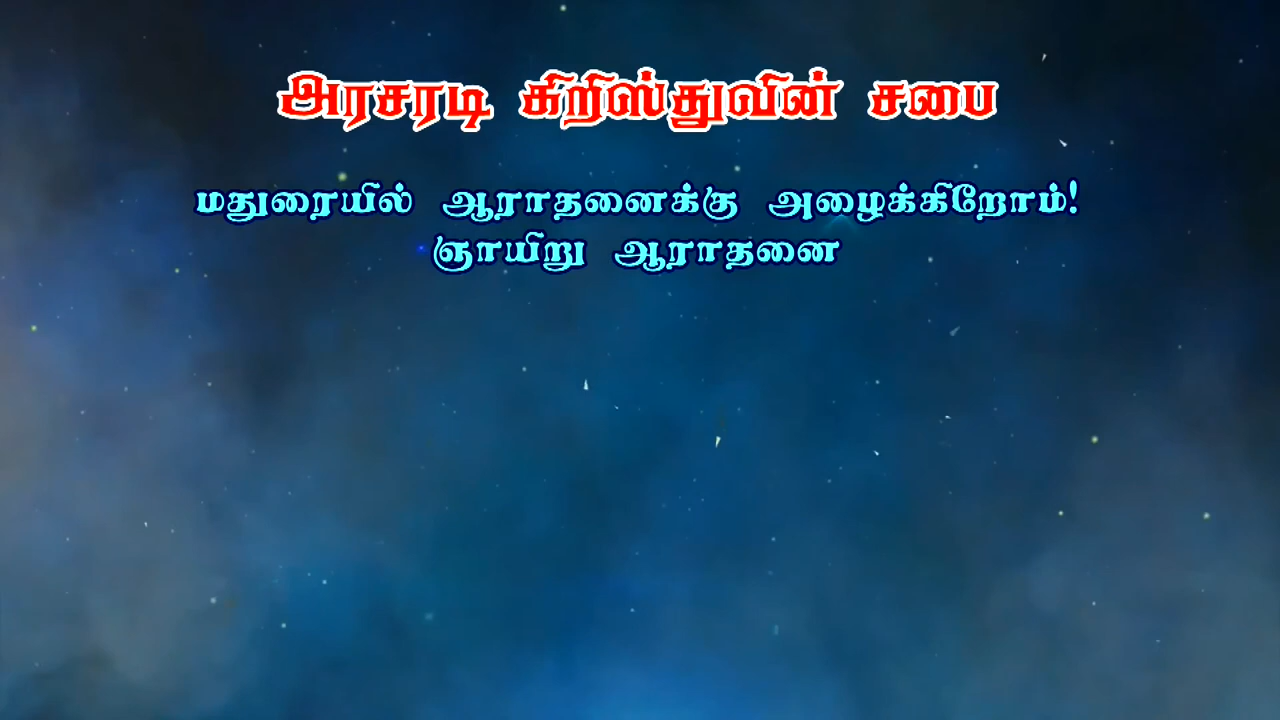 அரசரடி கிறிஸ்துவின் சபை
மதுரையில் ஆராதனைக்கு அழைக்கிறோம்!
ஞாயிறு ஆராதனை